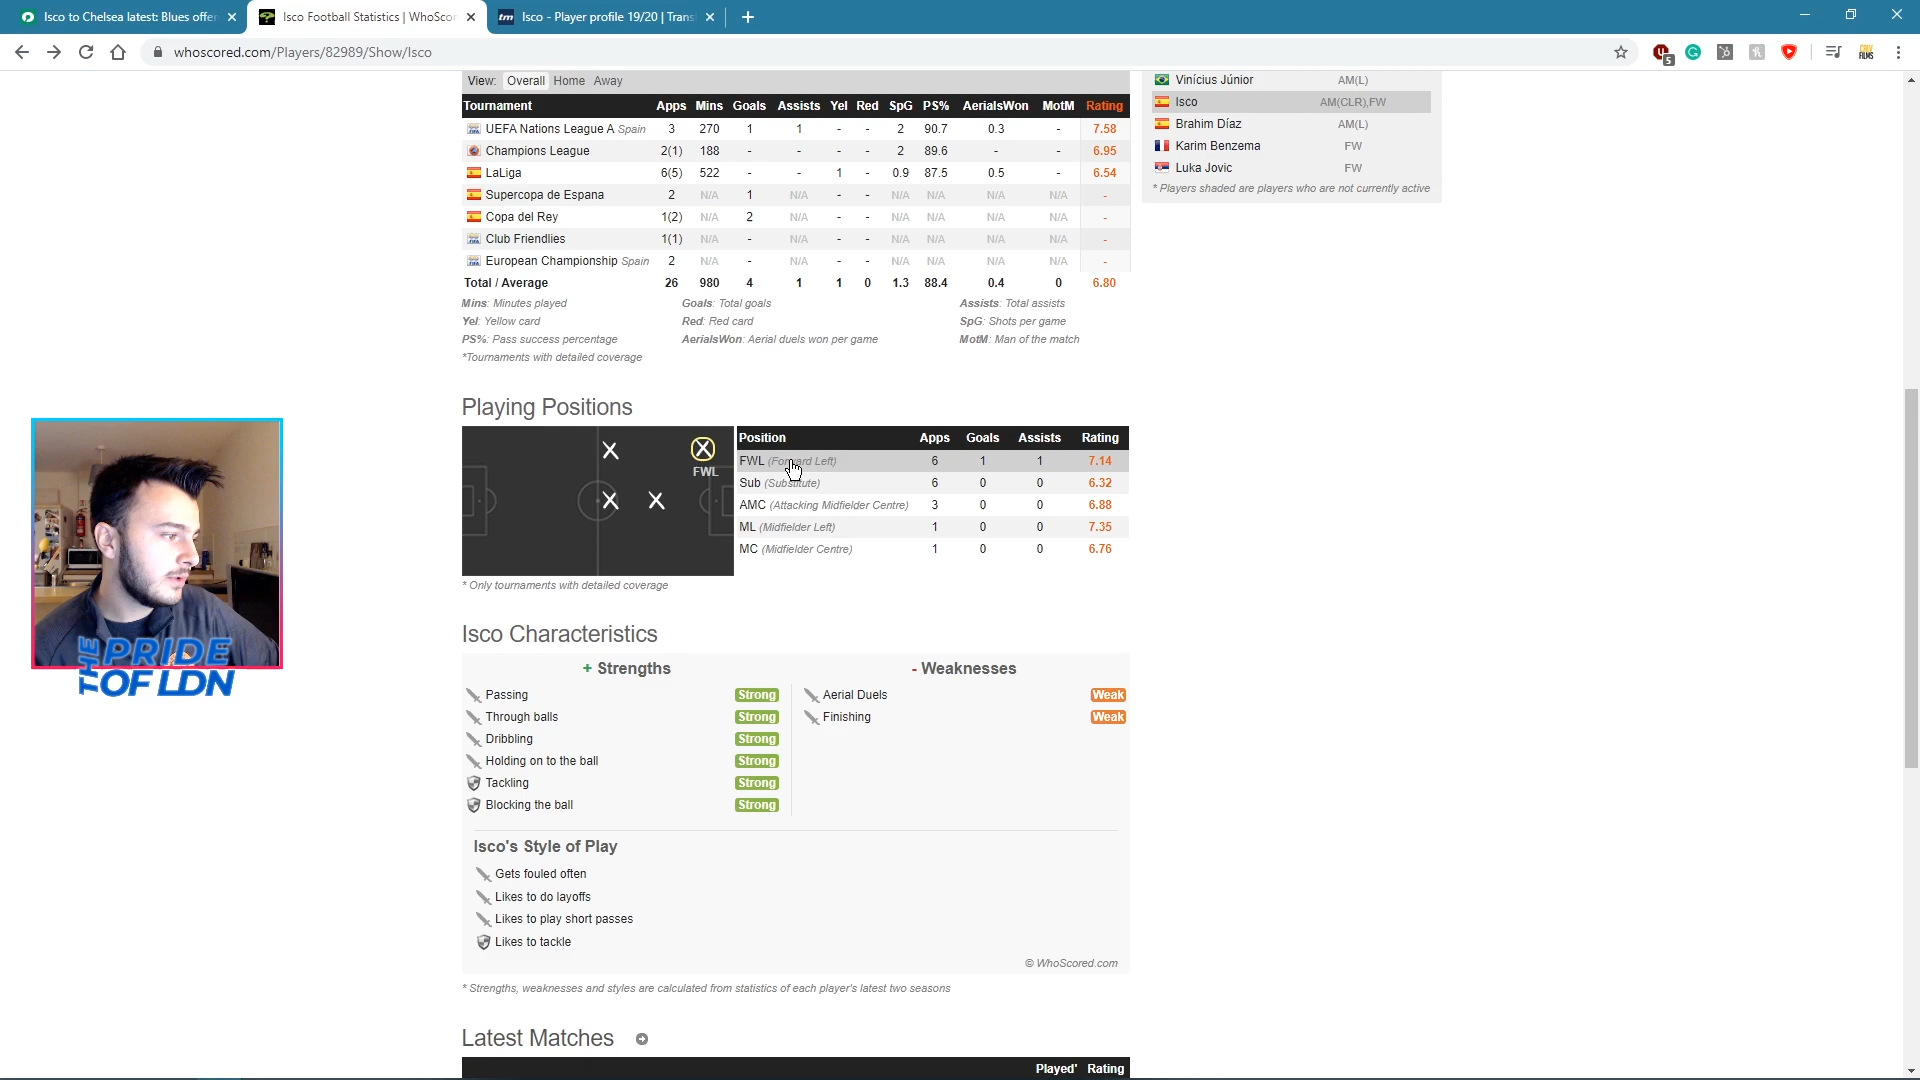 Isco to Chelsea latest: Blues offer
Isco Football Statistics | WhoScor
tm Isco - Player profile 19/20 | Trans
whoscored.com/Players/82989/Show/Isco
5
View: Overall Home Away
Tournament Apps Mins Goals Assists Yel Red SpG PS% AerialsWon MotM Rating
UEFA Nations League A Spain 3 270 1 1 - - 2 90.7 0.3 - 7.58
Champions League 2(1) 188 - - - - 2 89.6 - - 6.95
LaLiga 6(5) 522 - - 1 - 0.9 87.5 0.5 - 6.54
Supercopa de Espana 2 N/A 1 N/A - - N/A N/A N/A N/A -
Copa del Rey 1(2) N/A 2 N/A - - N/A N/A N/A N/A -
Club Friendlies 1(1) N/A - N/A - - N/A N/A N/A N/A -
European Championship Spain 2 N/A - N/A - - N/A N/A N/A N/A -
Total / Average 26 980 4 1 1 0 1.3 88.4 0.4 0 6.80
Mins: Minutes played Goals: Total goals Assists: Total assists
Yel: Yellow card Red: Red card SpG: Shots per game
PS%: Pass success percentage AerialsWon: Aerial duels won per game MotM: Man of the match
*Tournaments with detailed coverage
Vinícius Júnior AM(L)
Isco AM(CLR),FW
Brahim Díaz AM(L)
Karim Benzema FW
Luka Jovic FW
* Players shaded are players who are not currently active
Playing Positions
FWL
Position Apps Goals Assists Rating
FWL (Forward Left) 6 1 1 7.14
Sub (Substitute) 6 0 0 6.32
AMC (Attacking Midfielder Centre) 3 0 0 6.88
ML (Midfielder Left) 1 0 0 7.35
MC (Midfielder Centre) 1 0 0 6.76
* Only tournaments with detailed coverage
THE PRIDE
OF LDN
Isco Characteristics
+ Strengths - Weaknesses
Passing Strong Aerial Duels Weak
Through balls Strong Finishing Weak
Dribbling Strong
Holding on to the ball Strong
Tackling Strong
Blocking the ball Strong
Isco's Style of Play
Gets fouled often
Likes to do layoffs
Likes to play short passes
Likes to tackle
© WhoScored.com
* Strengths, weaknesses and styles are calculated from statistics of each player's latest two seasons
Latest Matches
Played' Rating